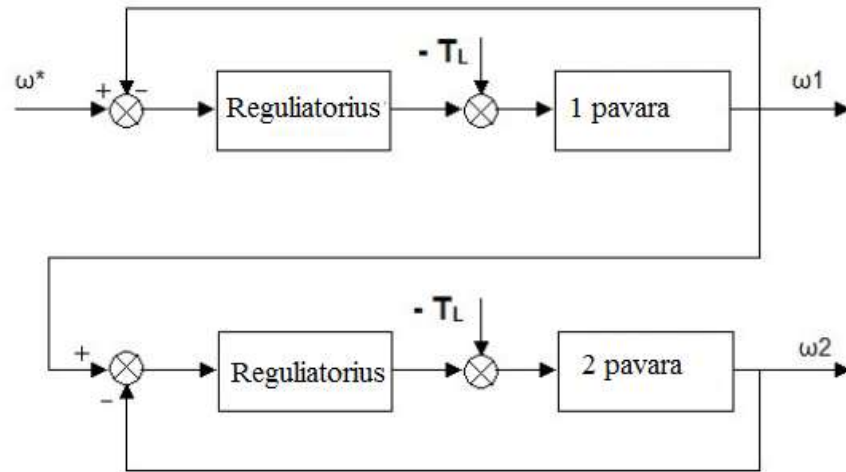 - TL
ω*
+
−
Reguliatorius
1 pavara
ω1
- TL
+
−
Reguliatorius
2 pavara
ω2